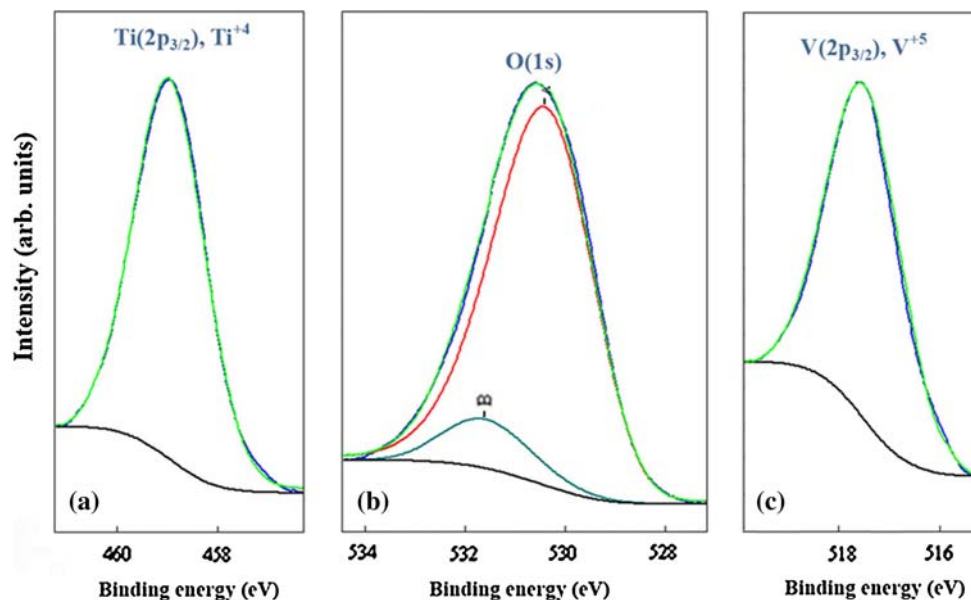 Ti(2p3/2), Ti+4
O(1s)
V(2p3/2), V+5
Intensity (arb. units)
A
B
(a)
(b)
(c)
460 458
534 532 530 528
518 516
Binding energy (eV)
Binding energy (eV)
Binding energy (eV)